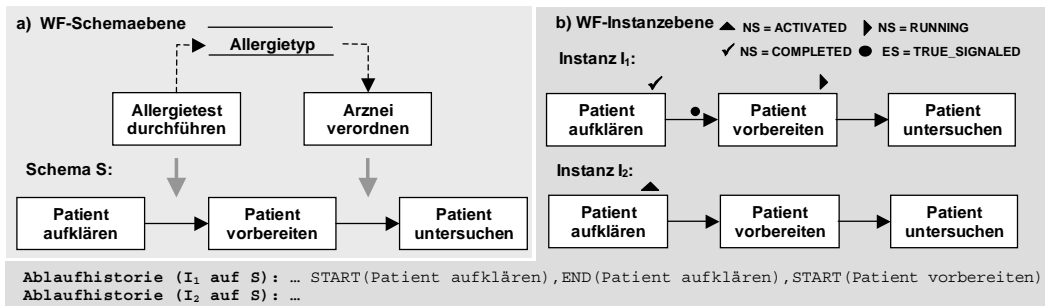 a) WF-Schemaebene
Allergietyp
Allergietest
durchführen
Arznei
verordnen
Schema S:
Patient
aufklären
Patient
vorbereiten
Patient
untersuchen
b) WF-Instanzebene
NS = ACTIVATED
NS = RUNNING
NS = COMPLETED
ES = TRUE_SIGNALED
Instanz I₁:
Patient
aufklären
Patient
vorbereiten
Patient
untersuchen
Instanz I₂:
Patient
aufklären
Patient
vorbereiten
Patient
untersuchen
Ablaufhistorie (I₁ auf S): … START(Patient aufklären),END(Patient aufklären),START(Patient vorbereiten)
Ablaufhistorie (I₂ auf S): …